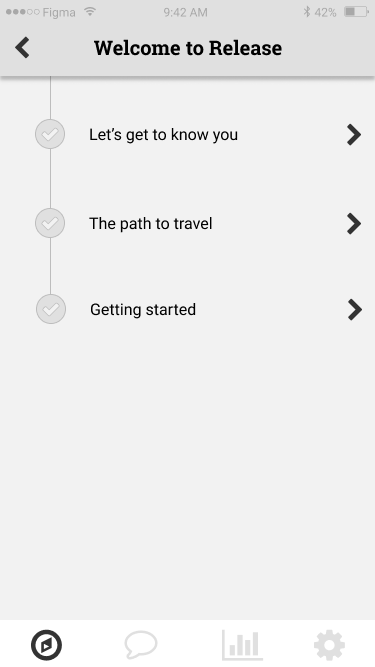 Figma 9:42 AM 42%
Welcome to Release
Let’s get to know you
The path to travel
Getting started